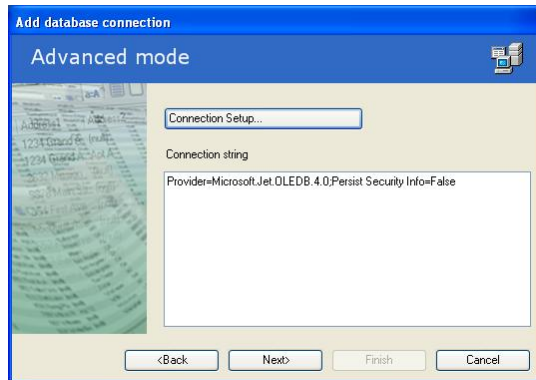 Add database connection
Advanced mode
Connection Setup...
Connection string
Provider=Microsoft.Jet.OLEDB.4.0;Persist Security Info=False
<Back
Next>
Finish
Cancel